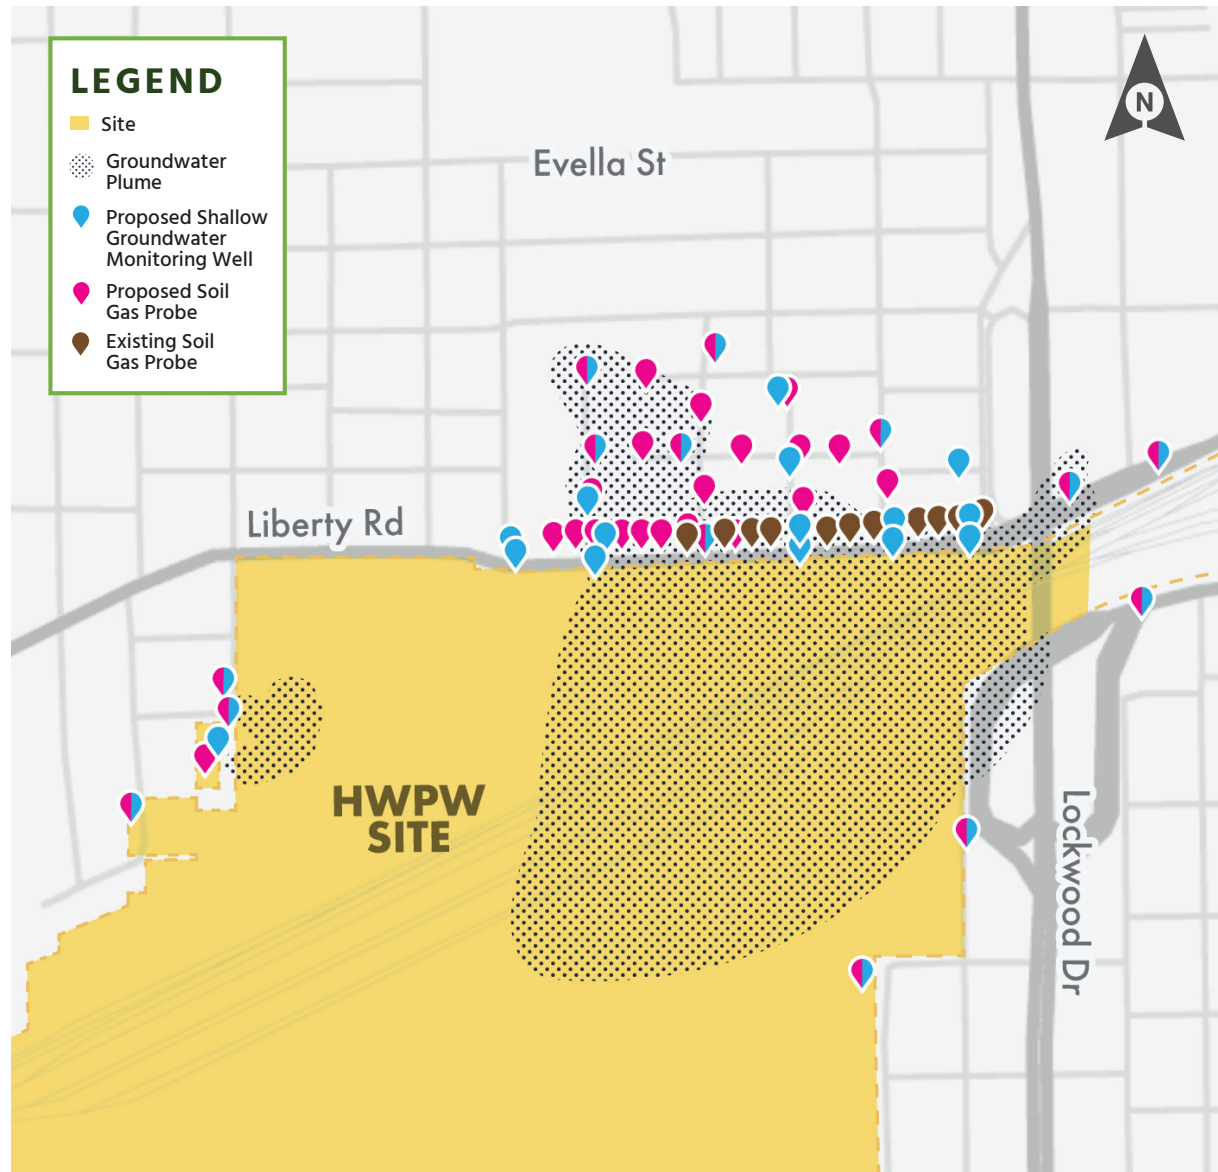 LEGEND
Site
Groundwater
Plume
Proposed Shallow
Groundwater
Monitoring Well
Proposed Soil
Gas Probe
Existing Soil
Gas Probe
N
Evella St
Liberty Rd
HWPW
SITE
Lockwood Dr